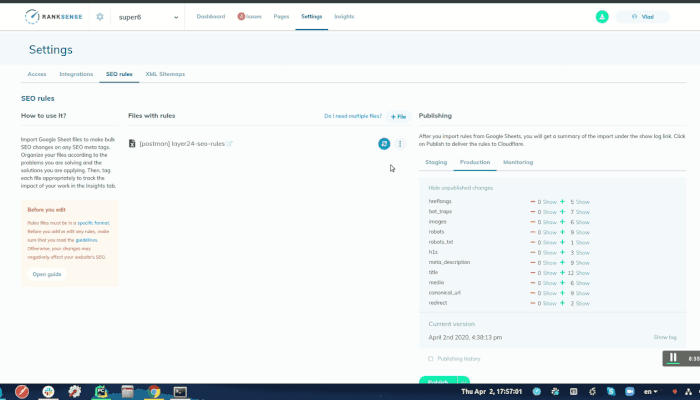 RANKSENSE
super6
Dashboard
Issues
Pages
Settings
Insights
Vlad
Settings
Access
Integrations
SEO rules
XML Sitemaps
SEO rules
How to use it?
Import Google Sheet files to make bulk
SEO changes on any SEO meta tags.
Organize your files according to the
problems you are solving and the
solutions you are applying. Then, tag
each file appropriately to track the
impact of your work in the Insights tab.
Before you edit
Rules files must be in a specific format.
Before you add or edit any rules, make
sure that you read the guidelines.
Otherwise, your changes may
negatively affect your website's SEO.
Open guide
Files with rules
Do I need multiple files?
+ File
[postman] layer24-seo-rules
Publishing
After you import rules from Google Sheets, you will get a summary of the import under the show log link. Click
on Publish to deliver the rules to Cloudflare.
Staging
Production
Monitoring
Hide unpublished changes
hreflangs − 0 Show + 5 Show
bot_traps − 0 Show + 7 Show
images − 0 Show + 6 Show
robots − 0 Show + 9 Show
robots_txt − 0 Show + 1 Show
h1s − 0 Show + 3 Show
meta_description − 0 Show + 9 Show
title − 0 Show + 12 Show
media − 0 Show + 6 Show
canonical_url − 0 Show + 9 Show
redirect − 0 Show + 2 Show
Current version
April 2nd 2020, 4:38:13 pm
Show log
Publishing history
Publish
Thu Apr 2, 17:57:01
en